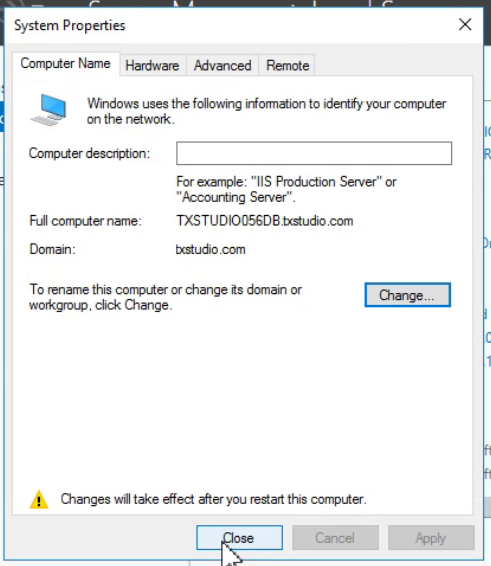 System Properties
Computer Name Hardware Advanced Remote
Windows uses the following information to identify your computer
on the network.
Computer description:
For example: "IIS Production Server" or
"Accounting Server".
Full computer name: TXSTUDIO056DB.txstudio.com
Domain: txstudio.com
To rename this computer or change its domain or
workgroup, click Change.
Change...
Changes will take effect after you restart this computer.
Close Cancel Apply